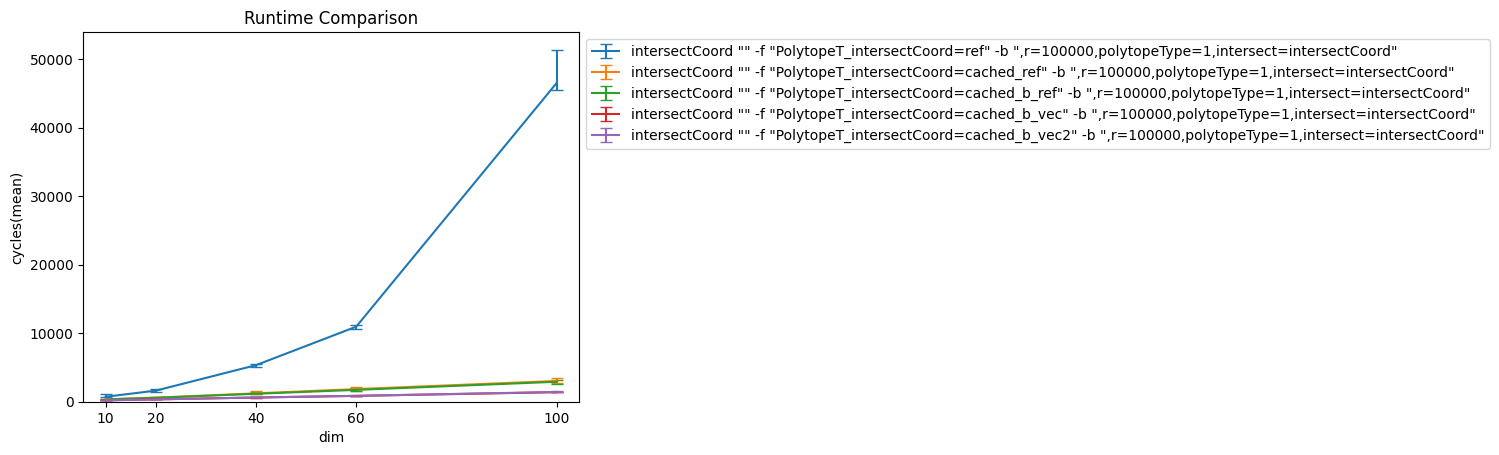 Runtime Comparison
intersectCoord "" -f "PolytopeT_intersectCoord=ref" -b ",r=100000,polytopeType=1,intersect=intersectCoord"
intersectCoord "" -f "PolytopeT_intersectCoord=cached_ref" -b ",r=100000,polytopeType=1,intersect=intersectCoord"
intersectCoord "" -f "PolytopeT_intersectCoord=cached_b_ref" -b ",r=100000,polytopeType=1,intersect=intersectCoord"
intersectCoord "" -f "PolytopeT_intersectCoord=cached_b_vec" -b ",r=100000,polytopeType=1,intersect=intersectCoord"
intersectCoord "" -f "PolytopeT_intersectCoord=cached_b_vec2" -b ",r=100000,polytopeType=1,intersect=intersectCoord"
cycles(mean)
50000
40000
30000
20000
10000
0
10 20 40 60 100
dim